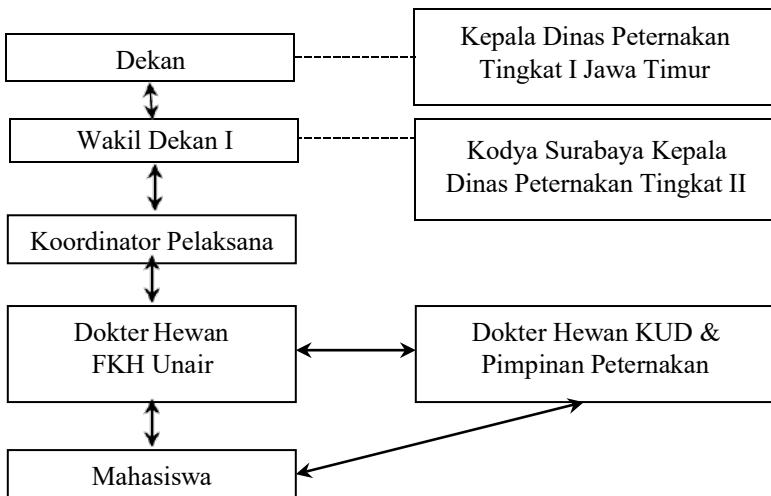 Dekan
Kepala Dinas Peternakan
Tingkat I Jawa Timur
Wakil Dekan I
Kodya Surabaya Kepala
Dinas Peternakan Tingkat II
Koordinator Pelaksana
Dokter Hewan
FKH Unair
Dokter Hewan KUD &
Pimpinan Peternakan
Mahasiswa